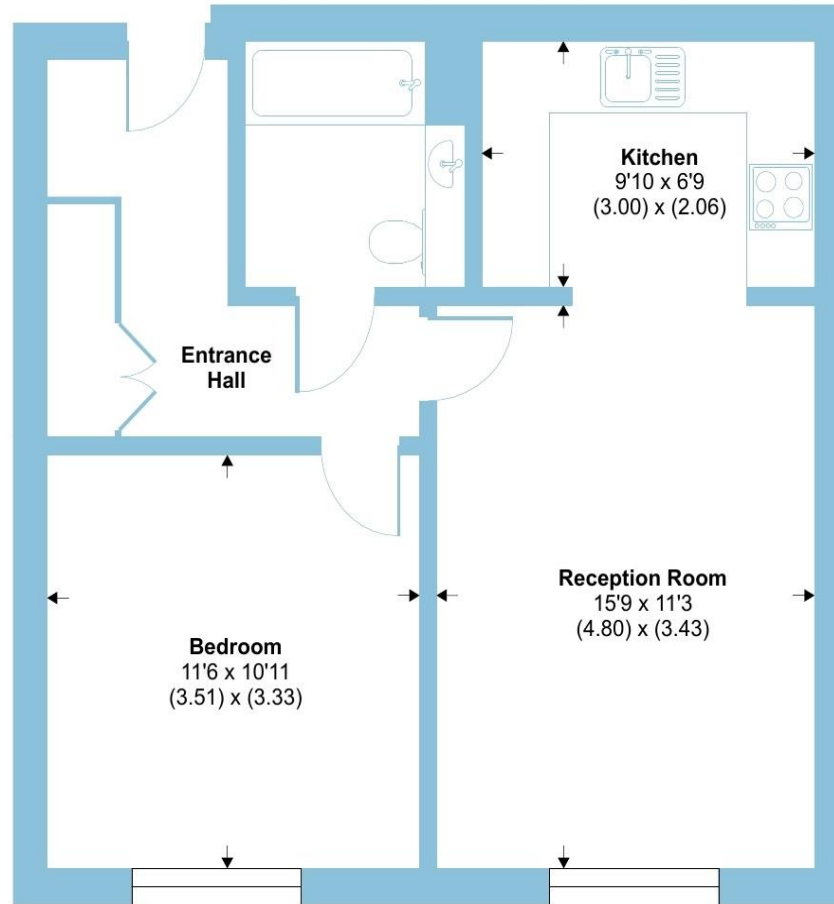 Kitchen
9'10 x 6'9
(3.00) x (2.06)
Entrance
Hall
Reception Room
15'9 x 11'3
(4.80) x (3.43)
Bedroom
11'6 x 10'11
(3.51) x (3.33)